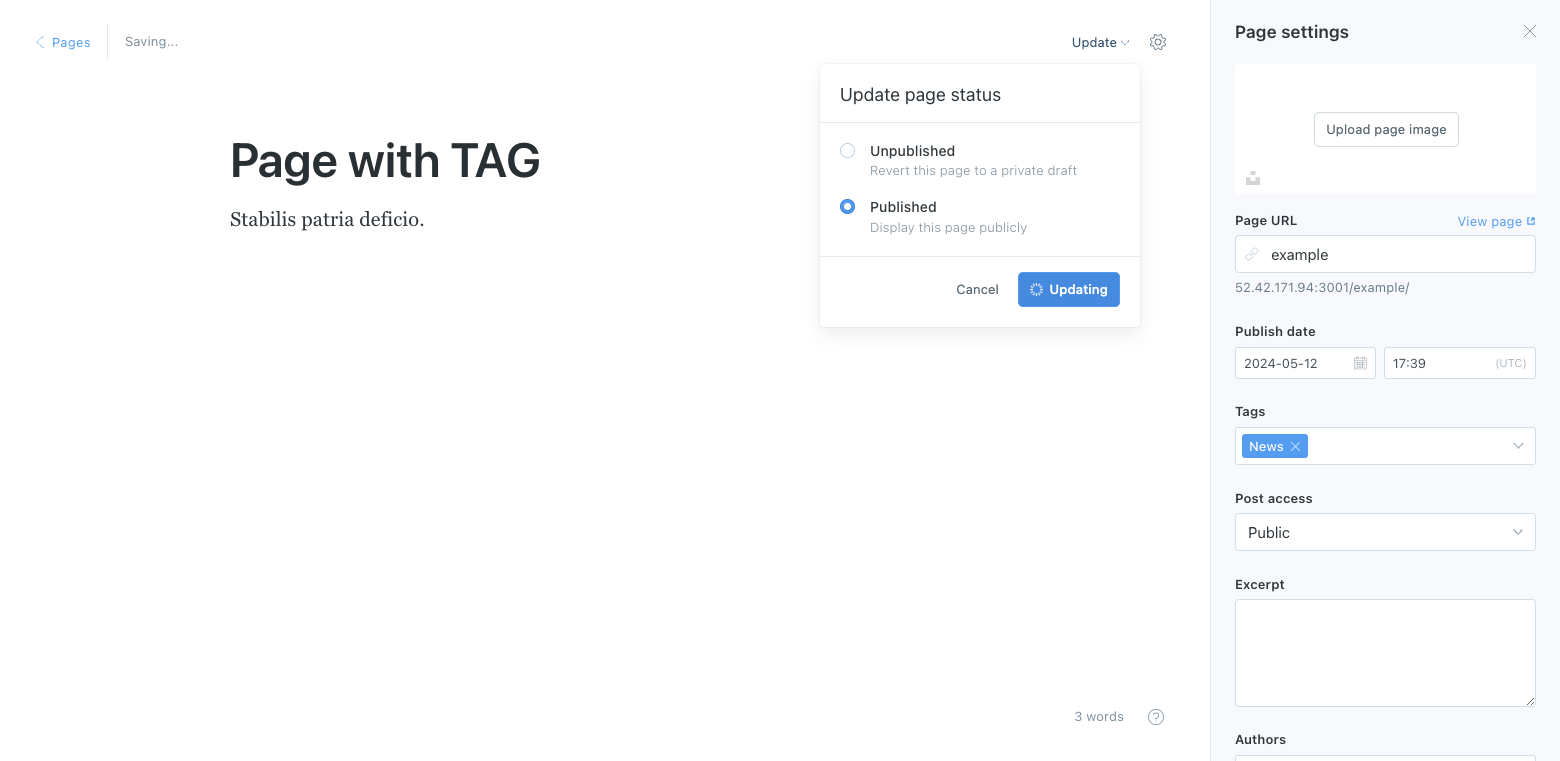 Pages
Saving...
Update
Update page status
Unpublished
Revert this page to a private draft
Published
Display this page publicly
Cancel
Updating
Page with TAG
Stabilis patria deficio.
3 words
?
Page settings
Upload page image
Page URL
View page
example
52.42.171.94:3001/example/
Publish date
2024-05-12
17:39
(UTC)
Tags
News
Post access
Public
Excerpt
Authors